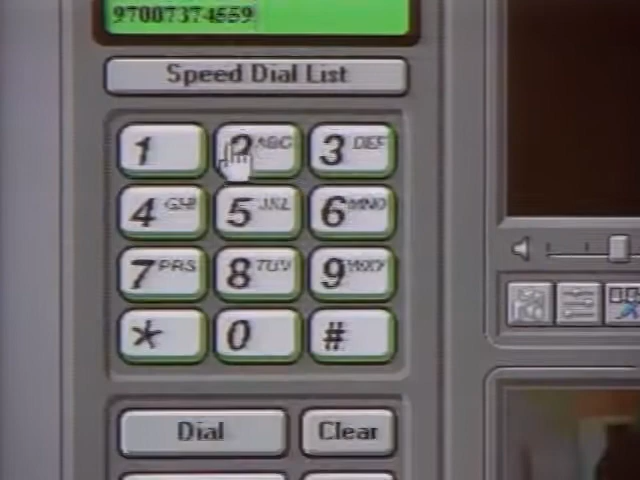 97007374559
Speed Dial List
1 2 ABC 3 DEF
4 GHI 5 JKL 6 MNO
7 PRS 8 TUV 9 WXY
* 0 #
Dial Clear